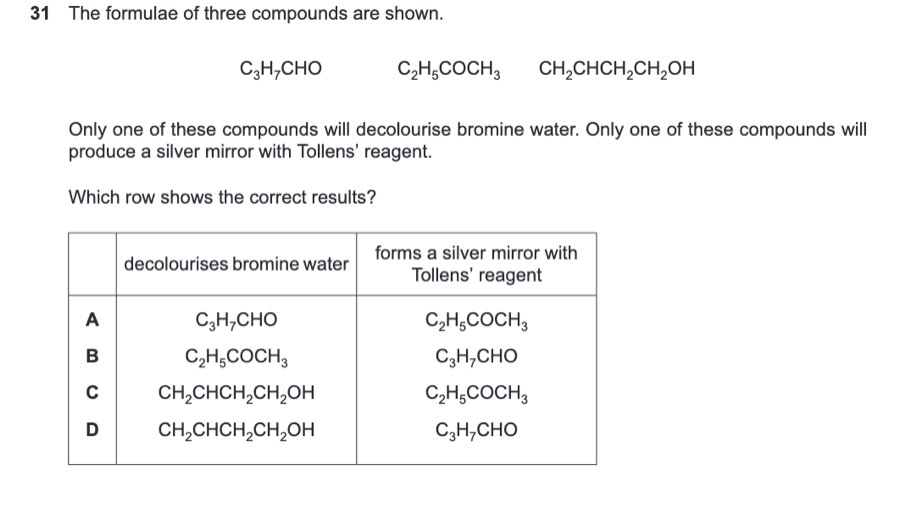 31 The formulae of three compounds are shown.
C₃H₇CHO C₂H₅COCH₃ CH₂CHCH₂CH₂OH
Only one of these compounds will decolourise bromine water. Only one of these compounds will
produce a silver mirror with Tollens’ reagent.
Which row shows the correct results?
decolourises bromine water forms a silver mirror with
Tollens’ reagent
A C₃H₇CHO C₂H₅COCH₃
B C₂H₅COCH₃ C₃H₇CHO
C CH₂CHCH₂CH₂OH C₂H₅COCH₃
D CH₂CHCH₂CH₂OH C₃H₇CHO